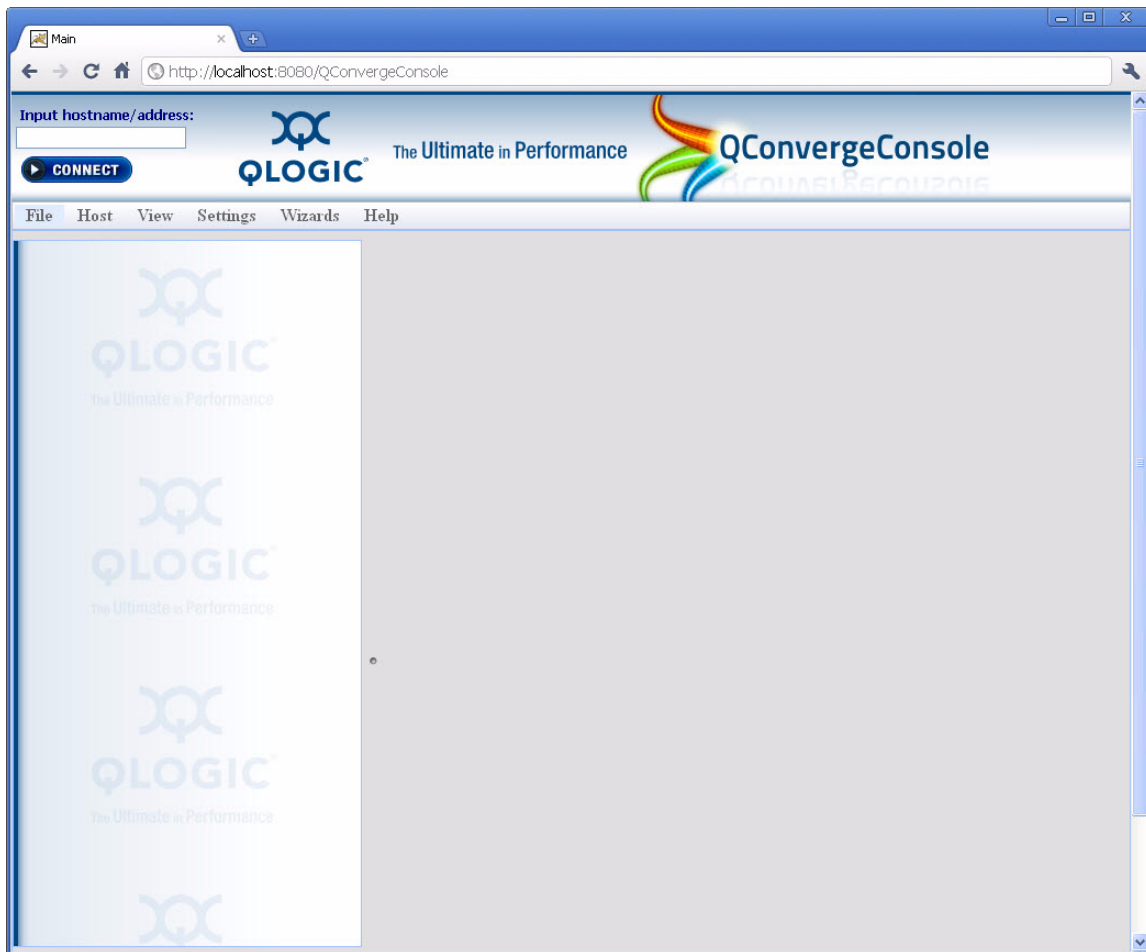 Main
http://localhost:8080/QConvergeConsole
Input hostname/address:
CONNECT
QLOGIC®
The Ultimate in Performance
QConvergeConsole
File Host View Settings Wizards Help
QLOGIC
The Ultimate in Performance
QLOGIC
The Ultimate in Performance
QLOGIC
The Ultimate in Performance